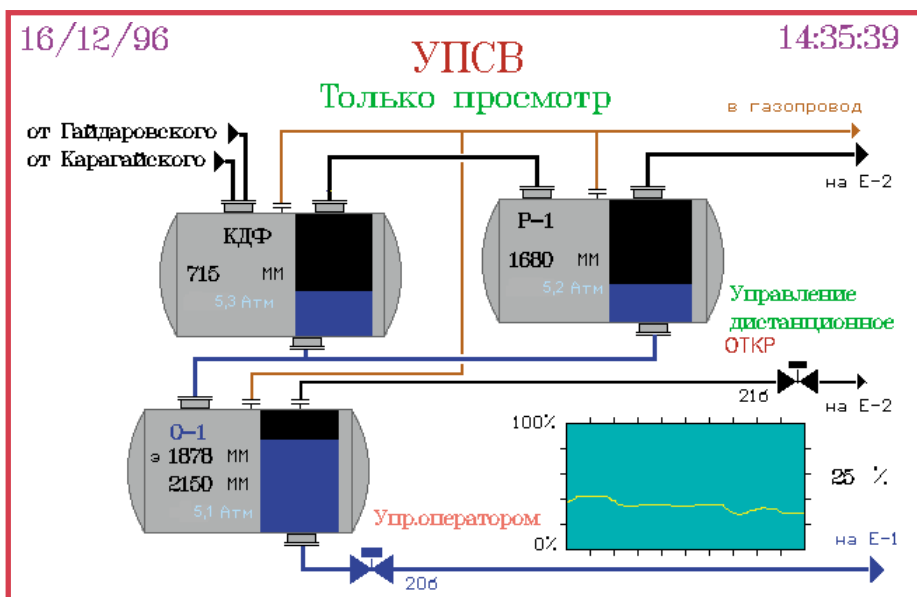 16/12/96
14:35:39
УПСВ
Только просмотр
в газопровод
от Гайдаровского
от Карагайского
на Е-2
КДФ
715 мм
5,3 Атм
Р-1
1680 мм
5,2 Атм
Управление
дистанционное
ОТКР
21б
на Е-2
О-1
э 1878 мм
2150 мм
5,1 Атм
Упр.оператором
100%
0%
25 %
на Е-1
20б